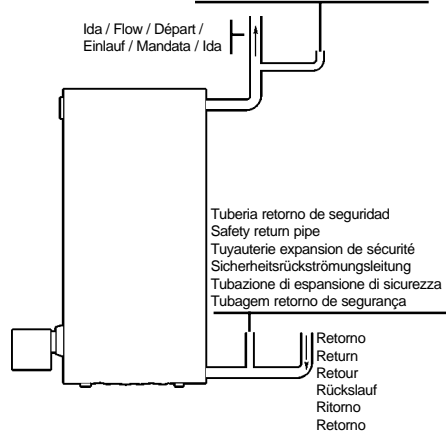 Ida / Flow / Départ /
Einlauf / Mandata / Ida
Tuberia retorno de seguridad
Safety return pipe
Tuyauterie expansion de sécurité
Sicherheitsrückströmungsleitung
Tubazione di espansione di sicurezza
Tubagem retorno de segurança
Retorno
Return
Retour
Rückslauf
Ritorno
Retorno